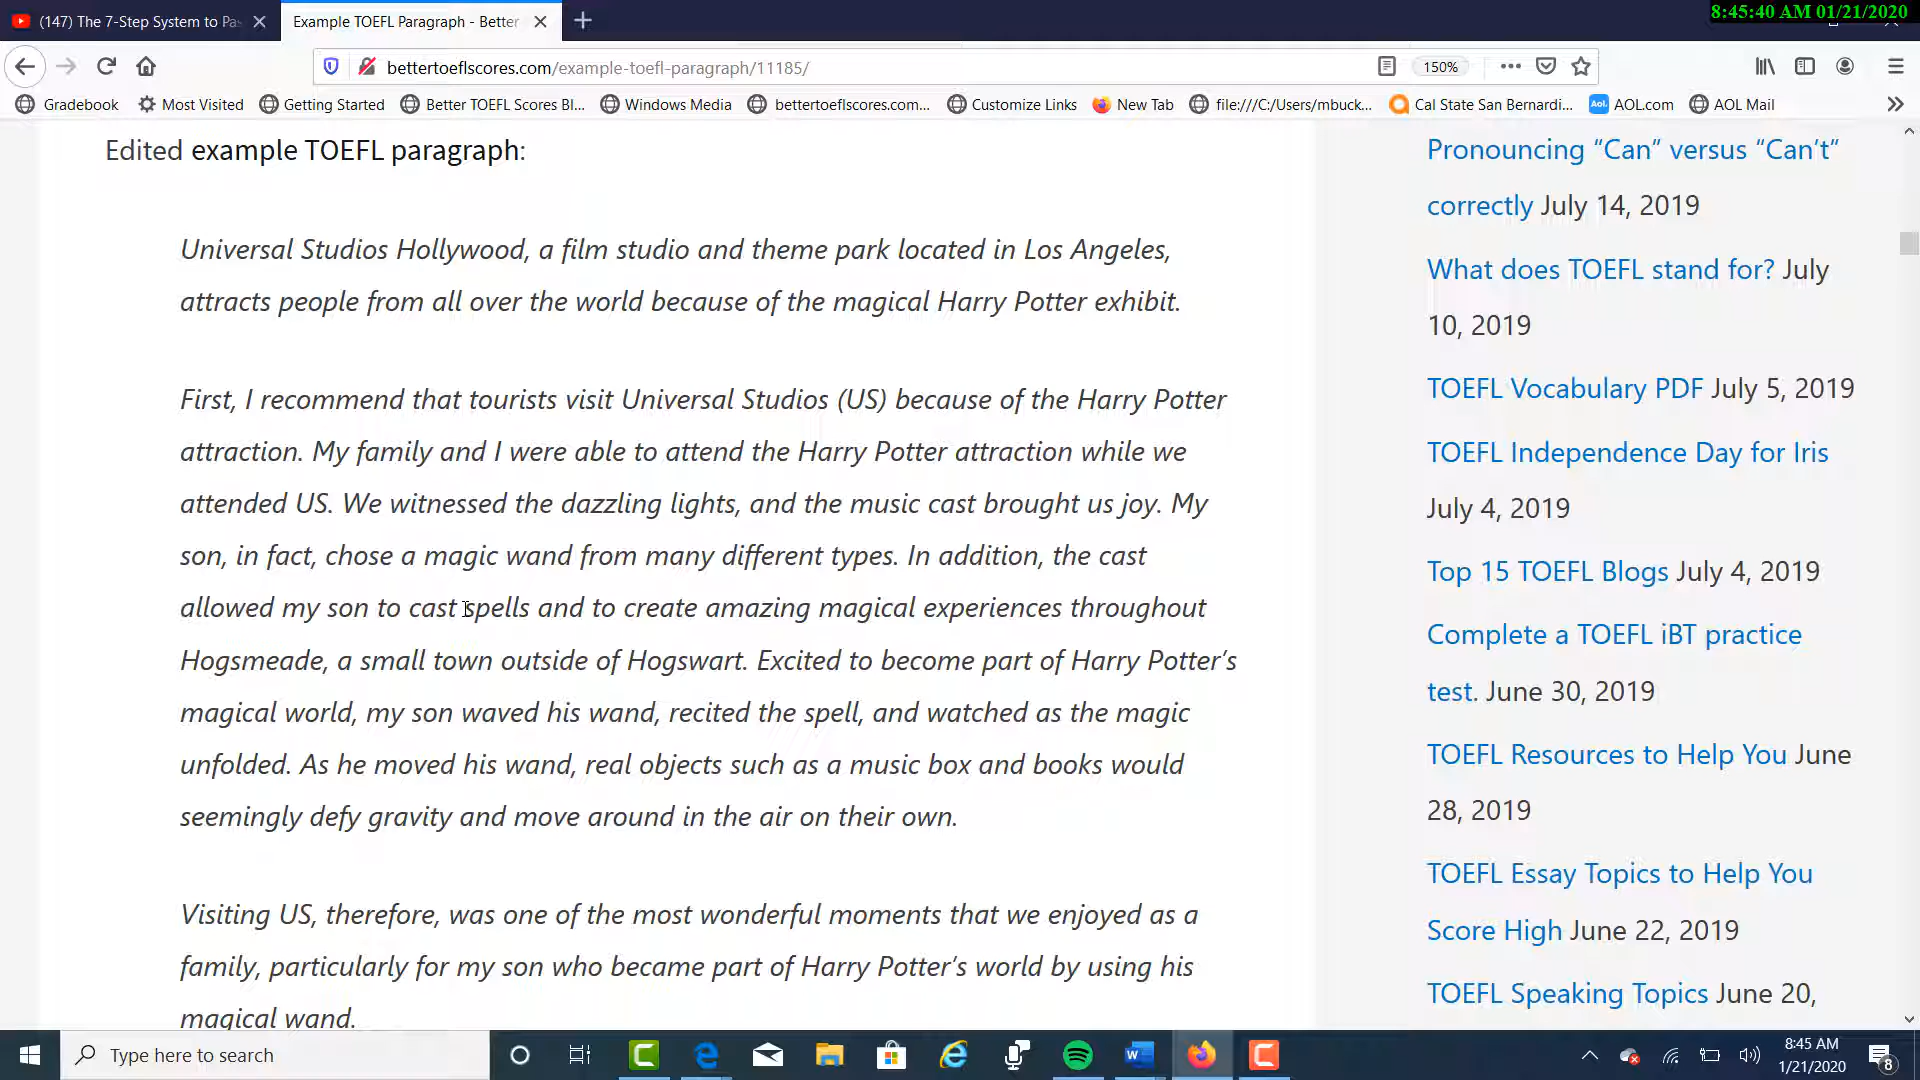 8:45:40 AM 01/21/2020
(147) The 7-Step System to Pas
Example TOEFL Paragraph - Better
bettertoeflscores.com/example-toefl-paragraph/11185/
150%
Gradebook
Most Visited
Getting Started
Better TOEFL Scores Bl...
Windows Media
bettertoeflscores.com...
Customize Links
New Tab
file:///C:/Users/mbuck...
Cal State San Bernardi...
Aol.
AOL.com
AOL Mail
Edited example TOEFL paragraph:
Universal Studios Hollywood, a film studio and theme park located in Los Angeles,
attracts people from all over the world because of the magical Harry Potter exhibit.
First, I recommend that tourists visit Universal Studios (US) because of the Harry Potter
attraction. My family and I were able to attend the Harry Potter attraction while we
attended US. We witnessed the dazzling lights, and the music cast brought us joy. My
son, in fact, chose a magic wand from many different types. In addition, the cast
allowed my son to cast spells and to create amazing magical experiences throughout
Hogsmeade, a small town outside of Hogswart. Excited to become part of Harry Potter's
magical world, my son waved his wand, recited the spell, and watched as the magic
unfolded. As he moved his wand, real objects such as a music box and books would
seemingly defy gravity and move around in the air on their own.
Visiting US, therefore, was one of the most wonderful moments that we enjoyed as a
family, particularly for my son who became part of Harry Potter's world by using his
magical wand.
Pronouncing “Can” versus “Can't”
correctly July 14, 2019
What does TOEFL stand for? July
10, 2019
TOEFL Vocabulary PDF July 5, 2019
TOEFL Independence Day for Iris
July 4, 2019
Top 15 TOEFL Blogs July 4, 2019
Complete a TOEFL iBT practice
test. June 30, 2019
TOEFL Resources to Help You June
28, 2019
TOEFL Essay Topics to Help You
Score High June 22, 2019
TOEFL Speaking Topics June 20,
Type here to search
8:45 AM
1/21/2020
8